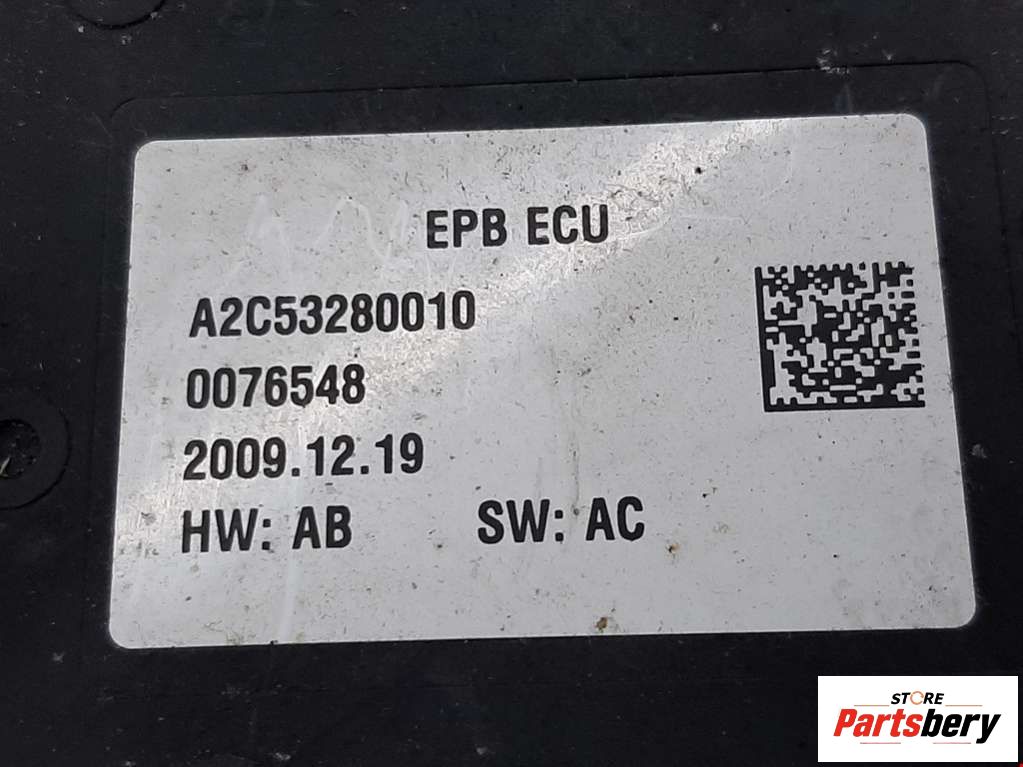 EPB ECU
A2C53280010
0076548
2009.12.19
HW: AB SW: AC
STORE
Partsbery